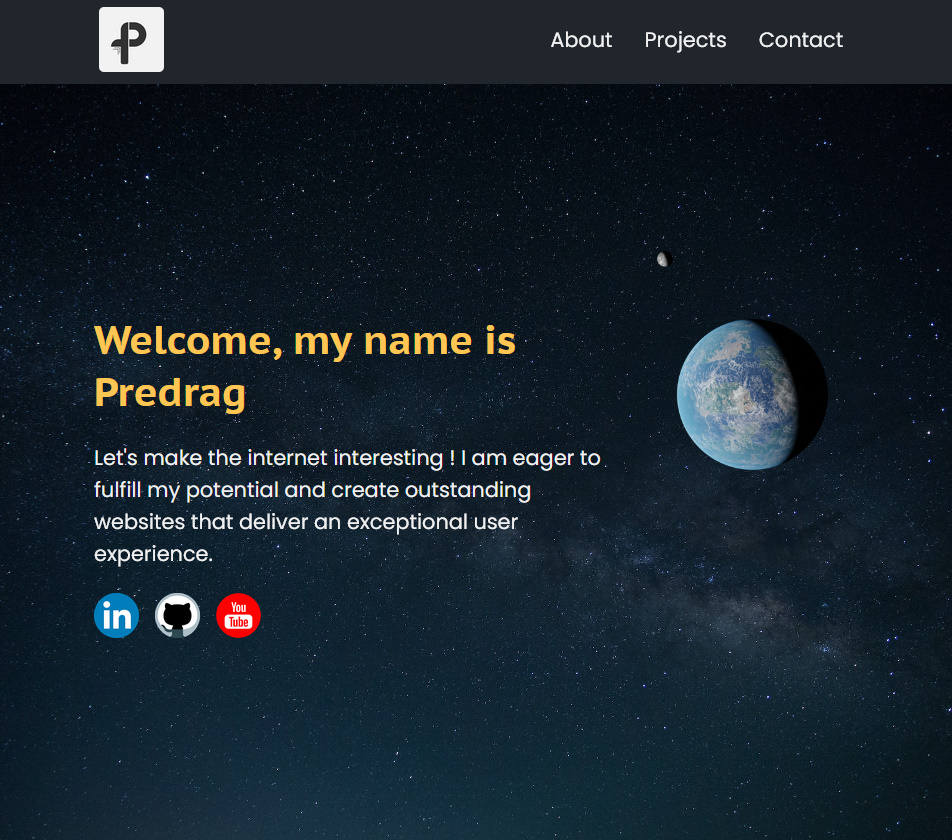 P
About Projects Contact
Welcome, my name is
Predrag
Let's make the internet interesting ! I am eager to
fulfill my potential and create outstanding
websites that deliver an exceptional user
experience.
in
You
Tube